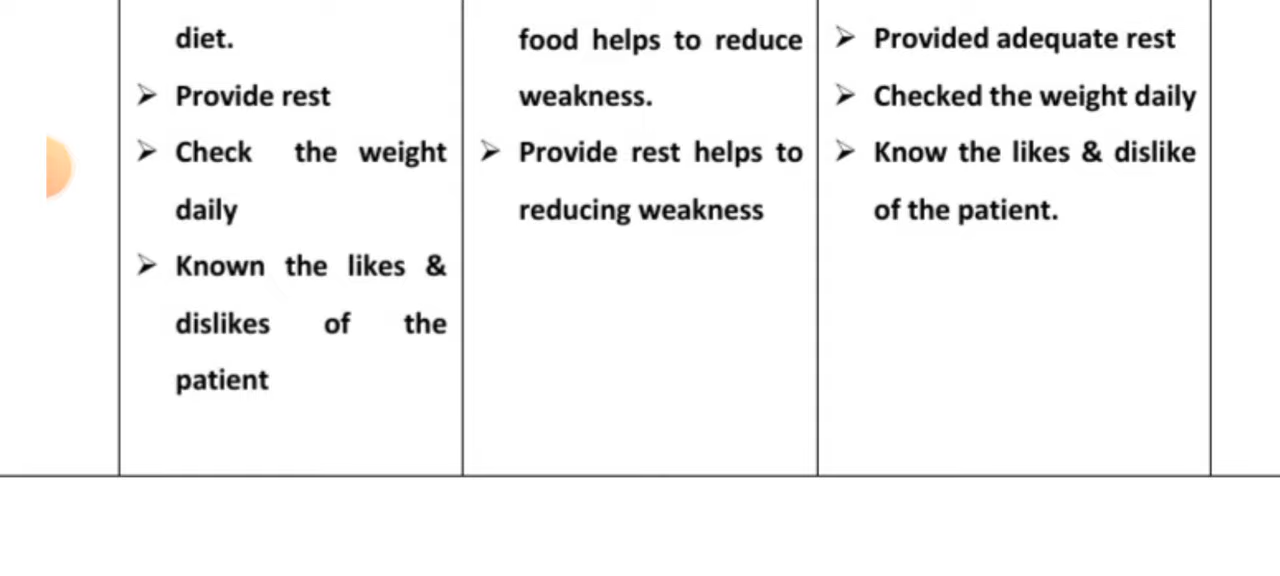 diet.
➢ Provide rest
➢ Check the weight
daily
➢ Known the likes &
dislikes of the
patient
food helps to reduce
weakness.
➢ Provide rest helps to
reducing weakness
➢ Provided adequate rest
➢ Checked the weight daily
➢ Know the likes & dislike
of the patient.